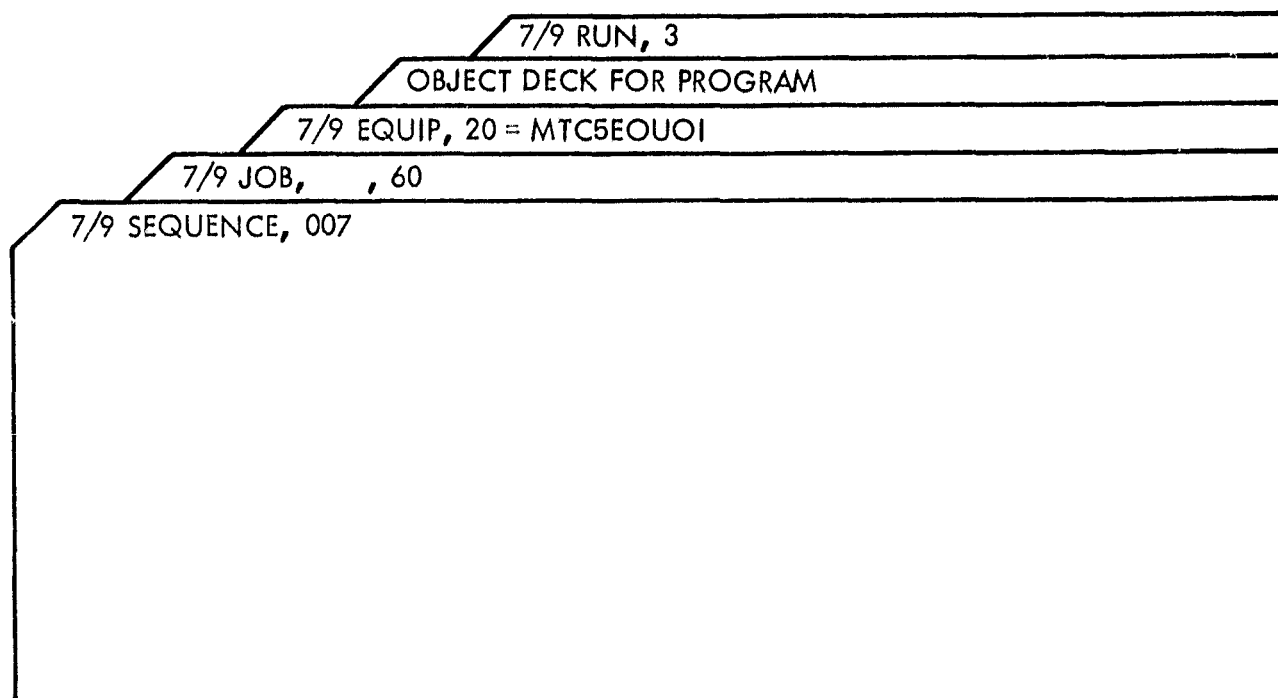 7/9 RUN, 3
OBJECT DECK FOR PROGRAM
7/9 EQUIP, 20 = MTC5EOUOI
7/9 JOB, , 60
7/9 SEQUENCE, 007